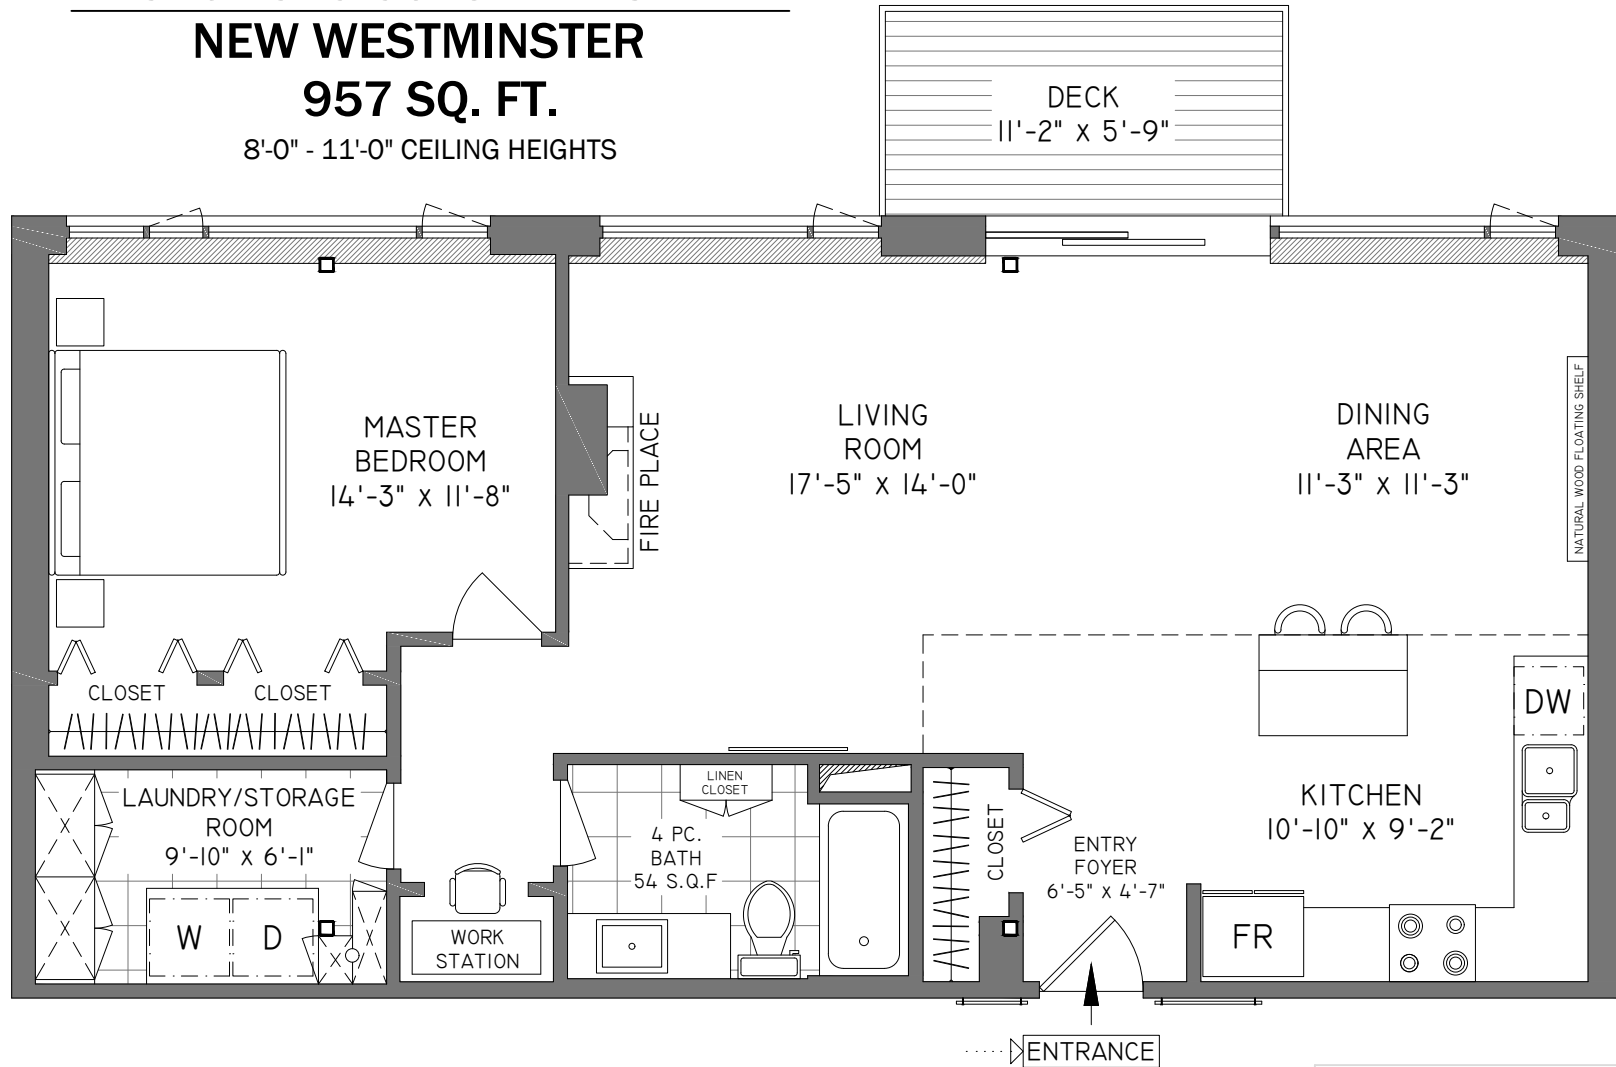 NEW WESTMINSTER
957 SQ. FT.
8'-0" - 11'-0" CEILING HEIGHTS
DECK
11'-2" X 5'-9"
MASTER
BEDROOM
14'-3" X 11'-8"
FIRE PLACE
LIVING
ROOM
17'-5" X 14'-0"
DINING
AREA
11'-3" X 11'-3"
NATURAL WOOD FLOATING SHELF
CLOSET
CLOSET
DW
LAUNDRY/STORAGE
ROOM
9'-10" X 6'-1"
W
D
WORK
STATION
LINEN
CLOSET
4 PC.
BATH
54 S.Q.F
CLOSET
ENTRY
FOYER
6'-5" X 4'-7"
KITCHEN
10'-10" X 9'-2"
FR
ENTRANCE